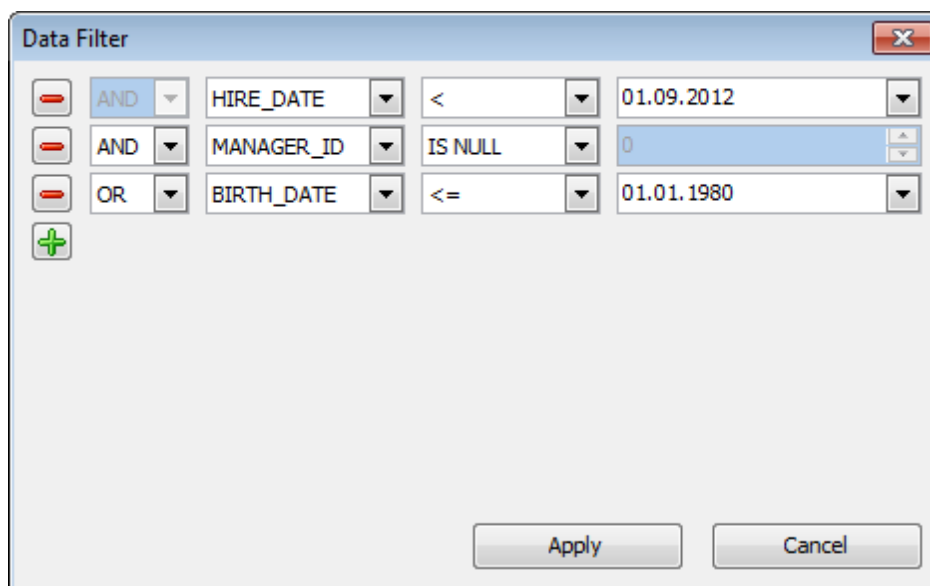 Data Filter
AND HIRE_DATE < 01.09.2012
AND MANAGER_ID IS NULL 0
OR BIRTH_DATE <= 01.01.1980
Apply Cancel